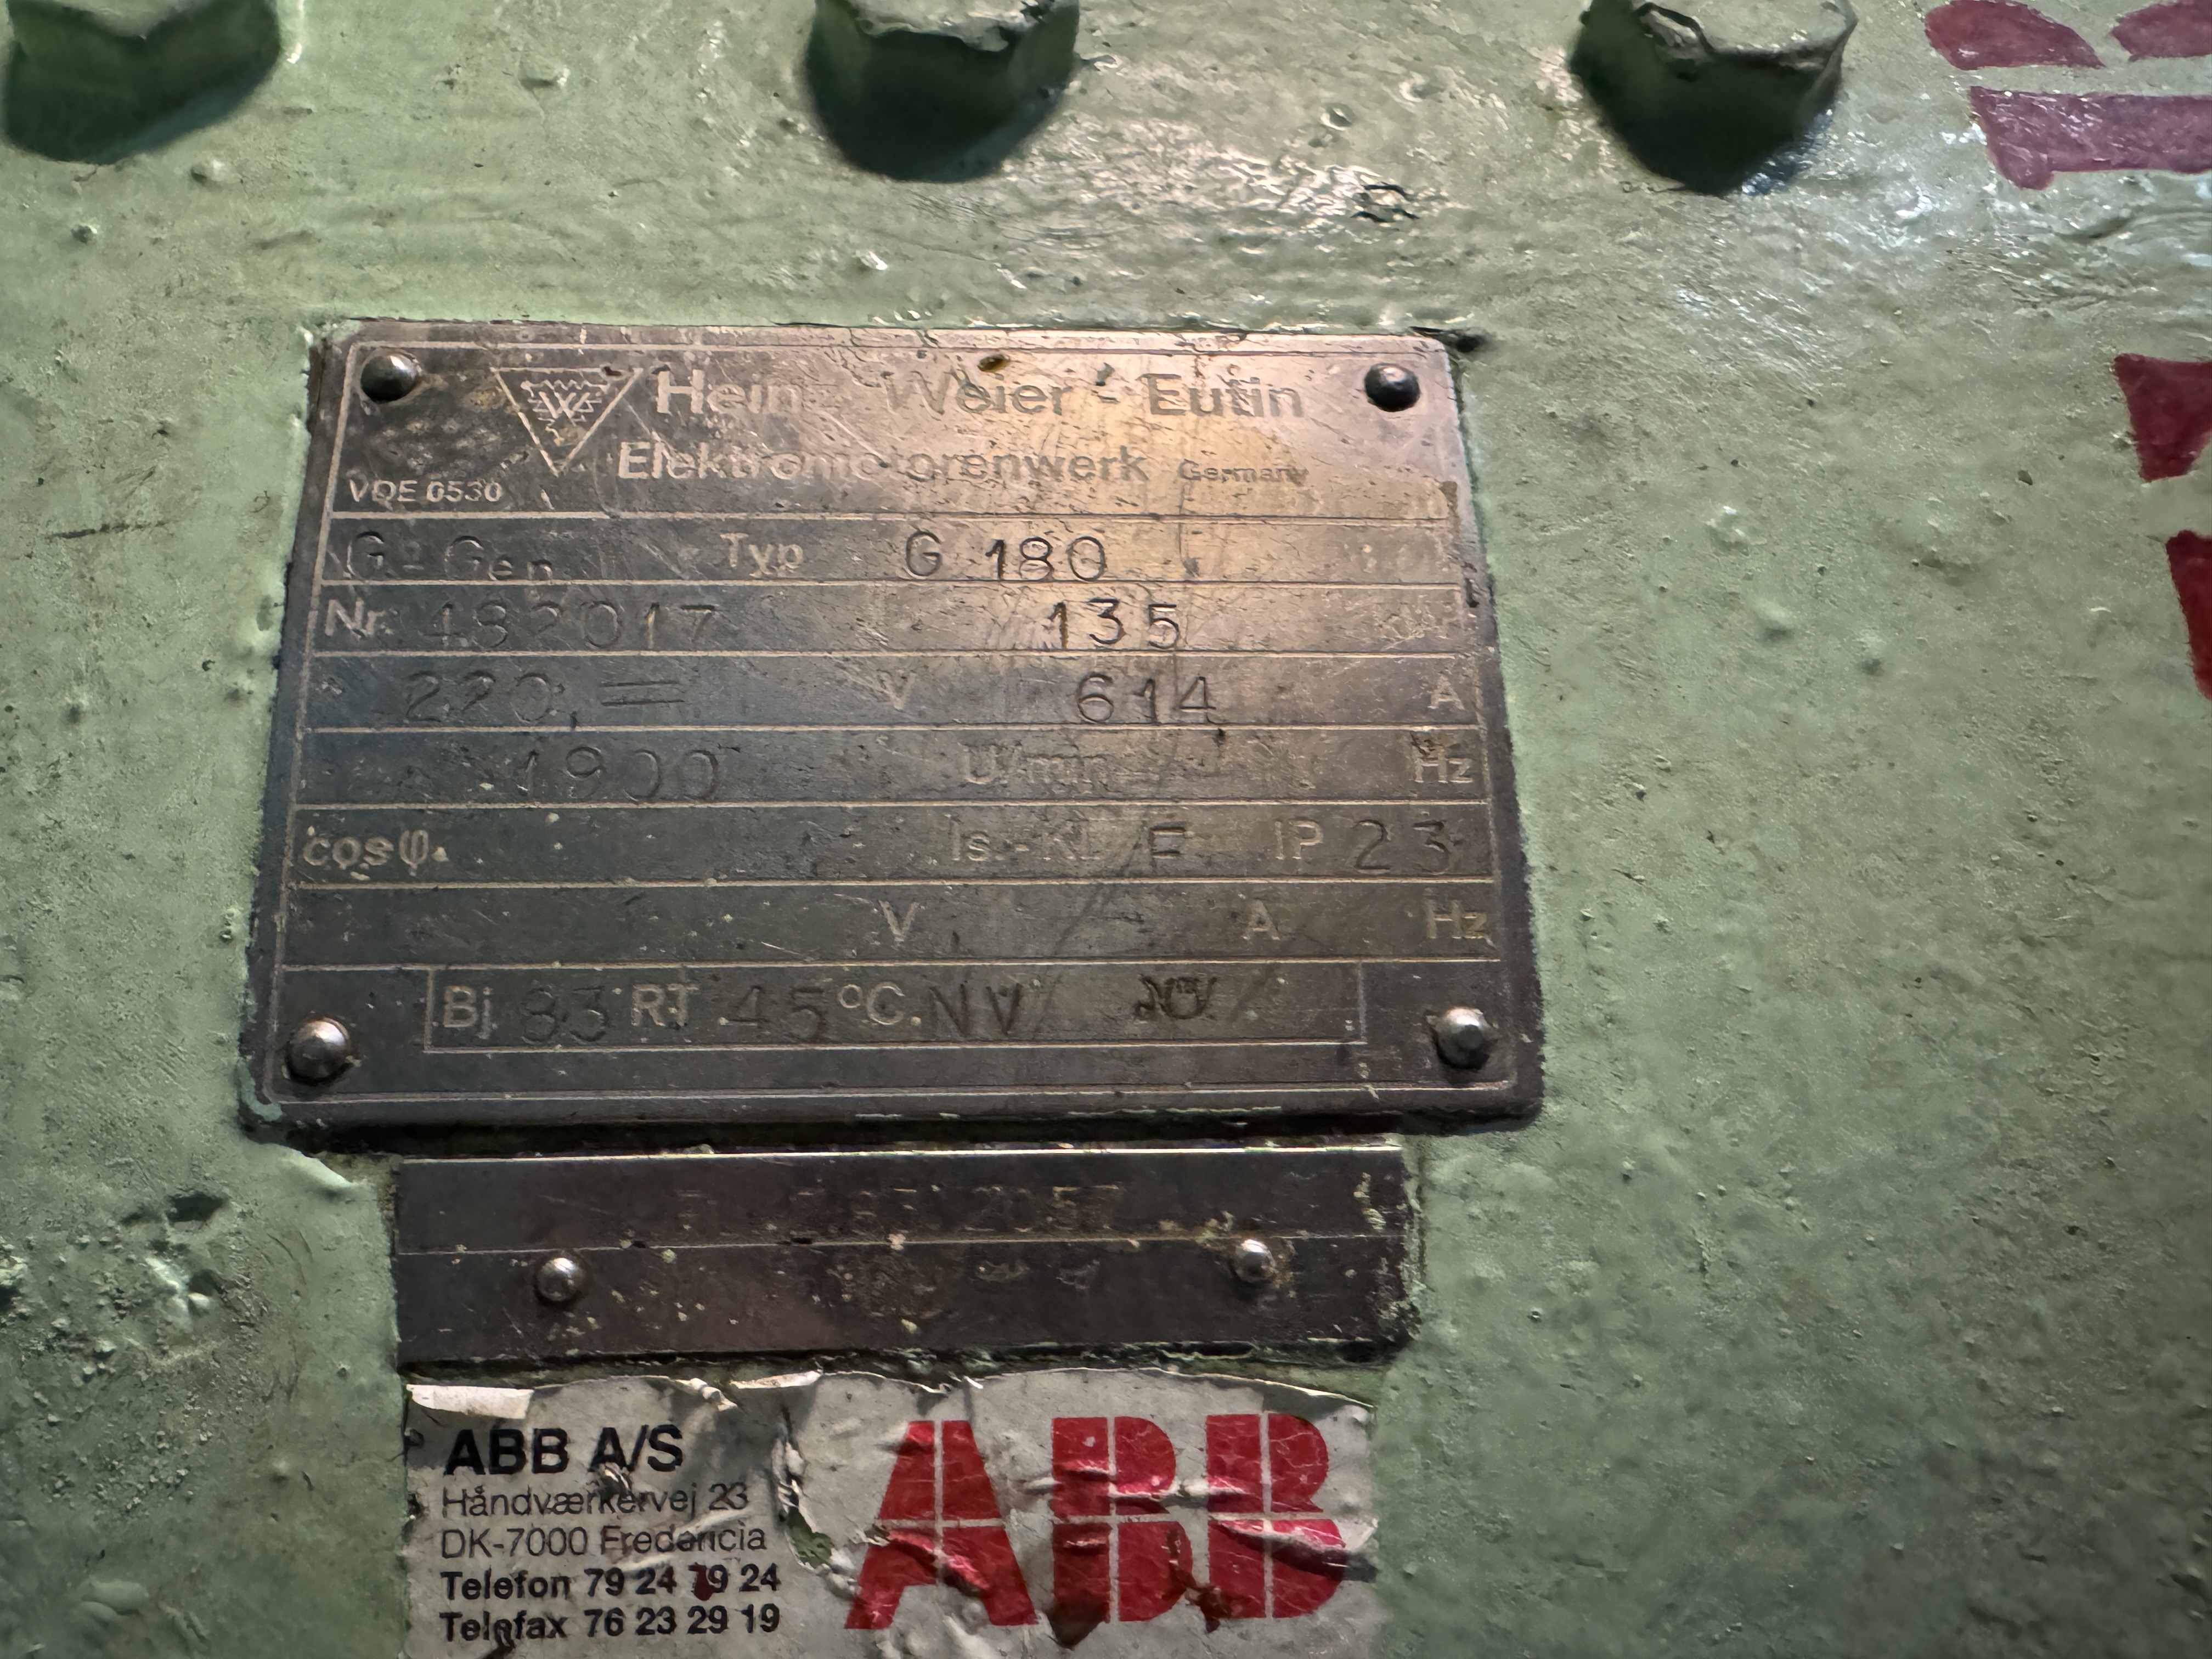 W
Hein - Weier - Eutin
Elektromotorenwerk Germany
VDE 0530
G - Gen Typ G 180
Nr. 482017 135
220 = V 614 A
1900 U/min Hz
cosφ Is.-Kl. F IP 23
V A Hz
Bj 83 RT 45 °C NV
ABB A/S
Håndværkervej 23
DK-7000 Fredericia
Telefon 79 24 79 24
Telefax 76 23 29 19
ABB